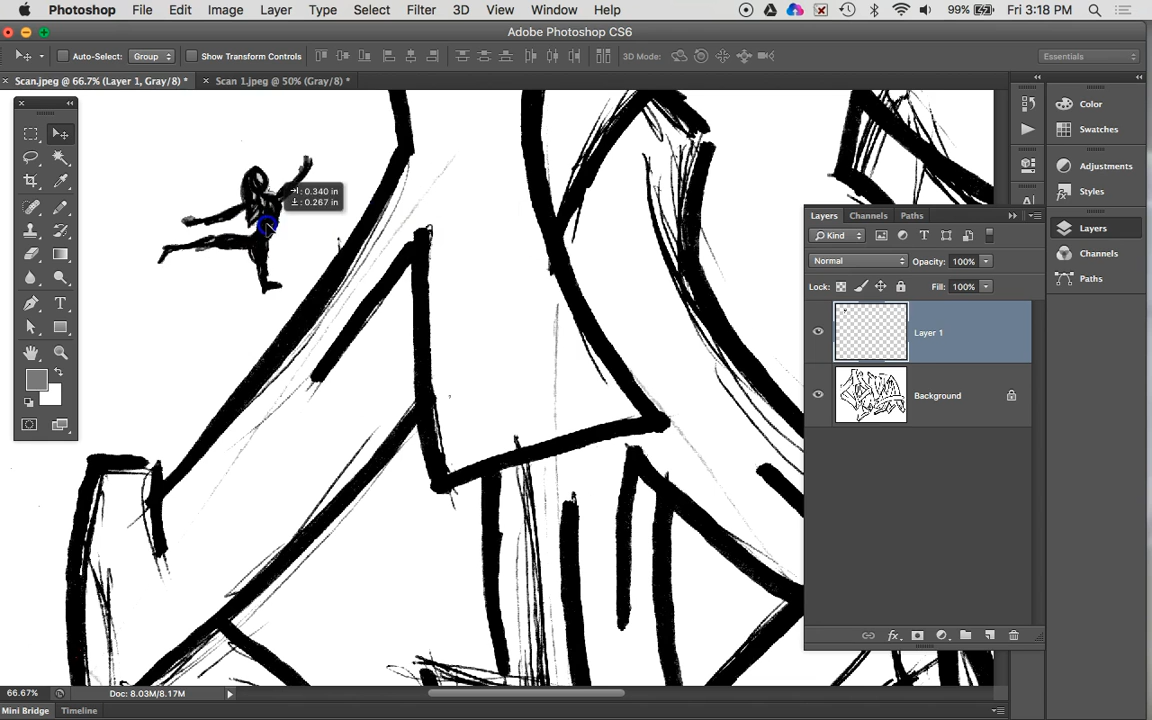 Photoshop File Edit Image Layer Type Select Filter 3D View Window Help 99% Fri 3:18 PM
Adobe Photoshop CS6
Auto-Select: Group Show Transform Controls 3D Mode: Essentials
Scan.jpeg @ 66.7% (Layer 1, Gray/8) * Scan 1.jpeg @ 50% (Gray/8) *
Color
Swatches
Adjustments
Styles
Layers
Channels
Paths
: 0.340 in
: 0.267 in
Layers Channels Paths
Kind
Normal Opacity: 100%
Lock: Fill: 100%
Layer 1
Background
fx
66.67% Doc: 8.03M/8.17M
Mini Bridge Timeline